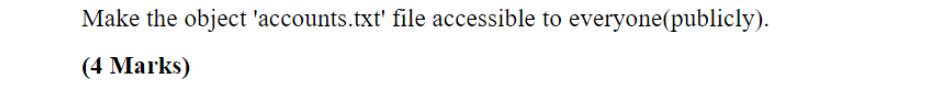 Make the object 'accounts.txt' file accessible to everyone(publicly).
(4 Marks)